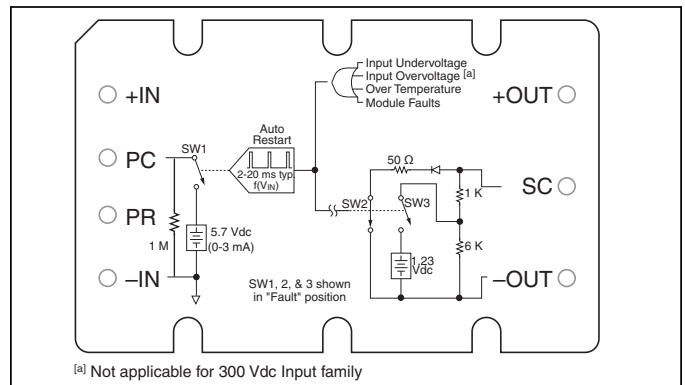 Input Undervoltage
Input Overvoltage [a]
Over Temperature
Module Faults
+IN
+OUT
Auto
Restart
SW1
PC
2-20 ms typ.
f(VIN)
50 Ω
SC
1 K
SW2
SW3
PR
5.7 Vdc
(0-3 mA)
1 M
6 K
1.23
Vdc
–IN
SW1, 2, & 3 shown
in "Fault" position
–OUT
[a] Not applicable for 300 Vdc Input family